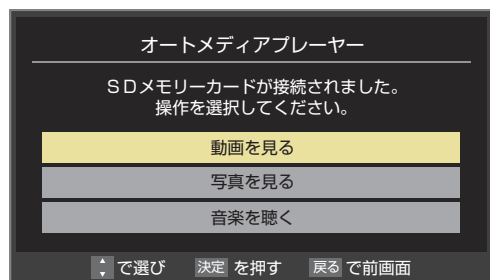 オートメディアプレーヤー
SDメモリーカードが接続されました。
操作を選択してください。
動画を見る
写真を見る
音楽を聴く
で選び 決定 を押す 戻る で前画面